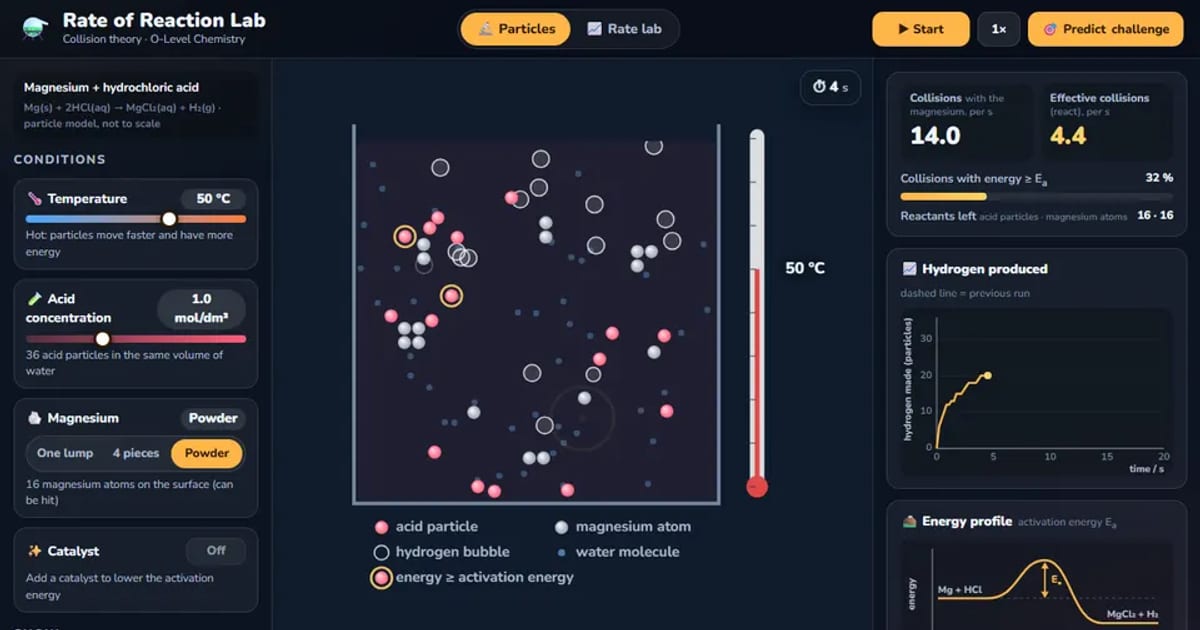 Rate of Reaction Lab
Collision theory · O-Level Chemistry
Particles
Rate lab
Start
1×
Predict challenge
Magnesium + hydrochloric acid
Mg(s) + 2HCl(aq) → MgCl₂(aq) + H₂(g) ·
particle model, not to scale
CONDITIONS
Temperature
50 °C
Hot: particles move faster and have more
energy
Acid
concentration
1.0
mol/dm³
36 acid particles in the same volume of
water
Magnesium
Powder
One lump
4 pieces
Powder
16 magnesium atoms on the surface (can
be hit)
Catalyst
Off
Add a catalyst to lower the activation
energy
4 s
50 °C
acid particle
magnesium atom
hydrogen bubble
water molecule
energy ≥ activation energy
Collisions with the
magnesium, per s
14.0
Effective collisions
(react), per s
4.4
Collisions with energy ≥ Eₐ
32 %
Reactants left acid particles · magnesium atoms
16 · 16
Hydrogen produced
dashed line = previous run
hydrogen made (particles)
30
20
10
0
0
5
10
15
20
time / s
Energy profile activation energy Eₐ
energy
Mg + HCl
Eₐ
MgCl₂ + H₂